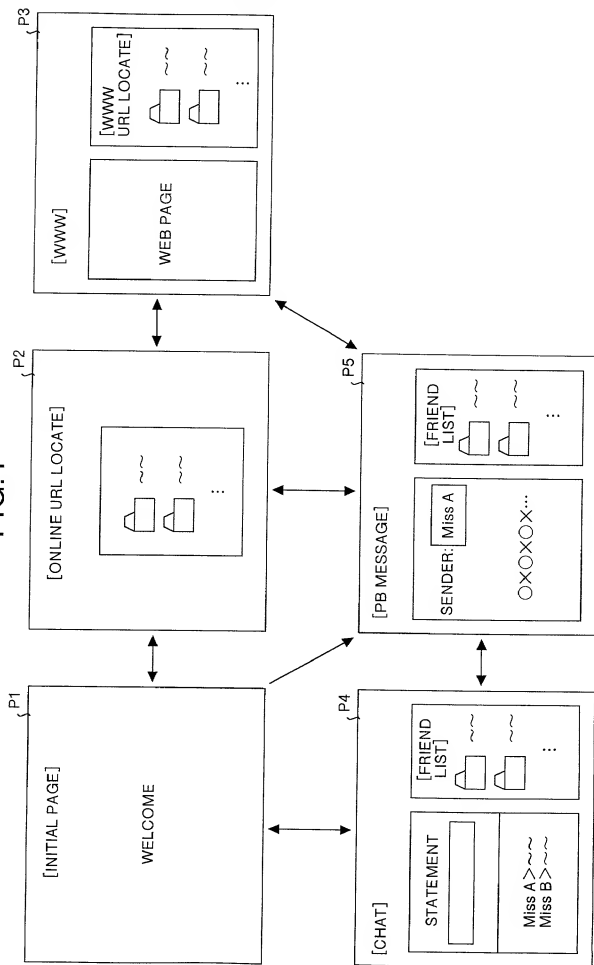 P1
[INITIAL PAGE]
WELCOME
P2
[ONLINE URL LOCATE]
~~
~~
...
P3
[WWW]
WEB PAGE
[WWW
URL LOCATE]
~~
~~
...
P4
[CHAT]
STATEMENT
Miss A>~~
Miss B>~~
[FRIEND
LIST]
~~
~~
...
P5
[PB MESSAGE]
SENDER: Miss A
○×○×○×...
[FRIEND
LIST]
~~
~~
...